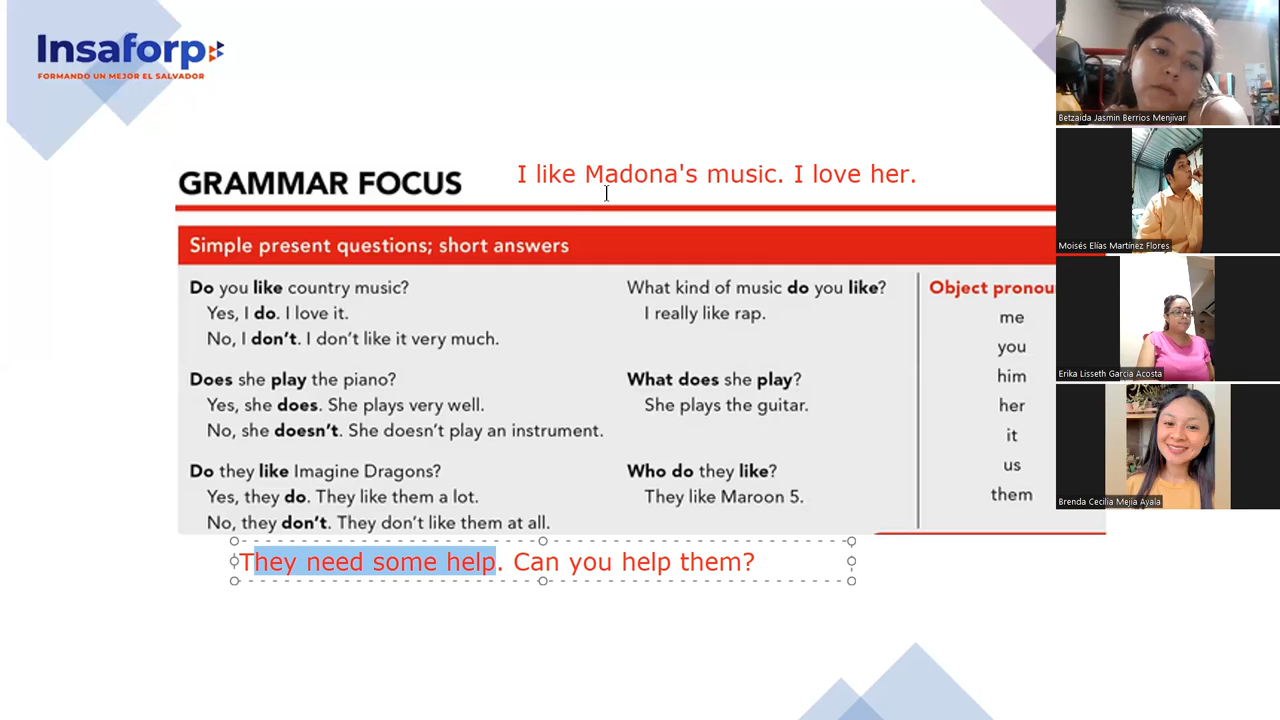 Insaforp
FORMANDO UN MEJOR EL SALVADOR
GRAMMAR FOCUS
I like Madona's music. I love her.
Simple present questions; short answers
Do you like country music?
Yes, I do. I love it.
No, I don't. I don't like it very much.
Does she play the piano?
Yes, she does. She plays very well.
No, she doesn't. She doesn't play an instrument.
Do they like Imagine Dragons?
Yes, they do. They like them a lot.
No, they don't. They don't like them at all.
What kind of music do you like?
I really like rap.
What does she play?
She plays the guitar.
Who do they like?
They like Maroon 5.
Object pronou
me
you
him
her
it
us
them
They need some help. Can you help them?
Betzaida Jasmin Berrios Menjivar
Moisés Elías Martínez Flores
Erika Lisseth Garcia Acosta
Brenda Cecilia Mejia Ayala